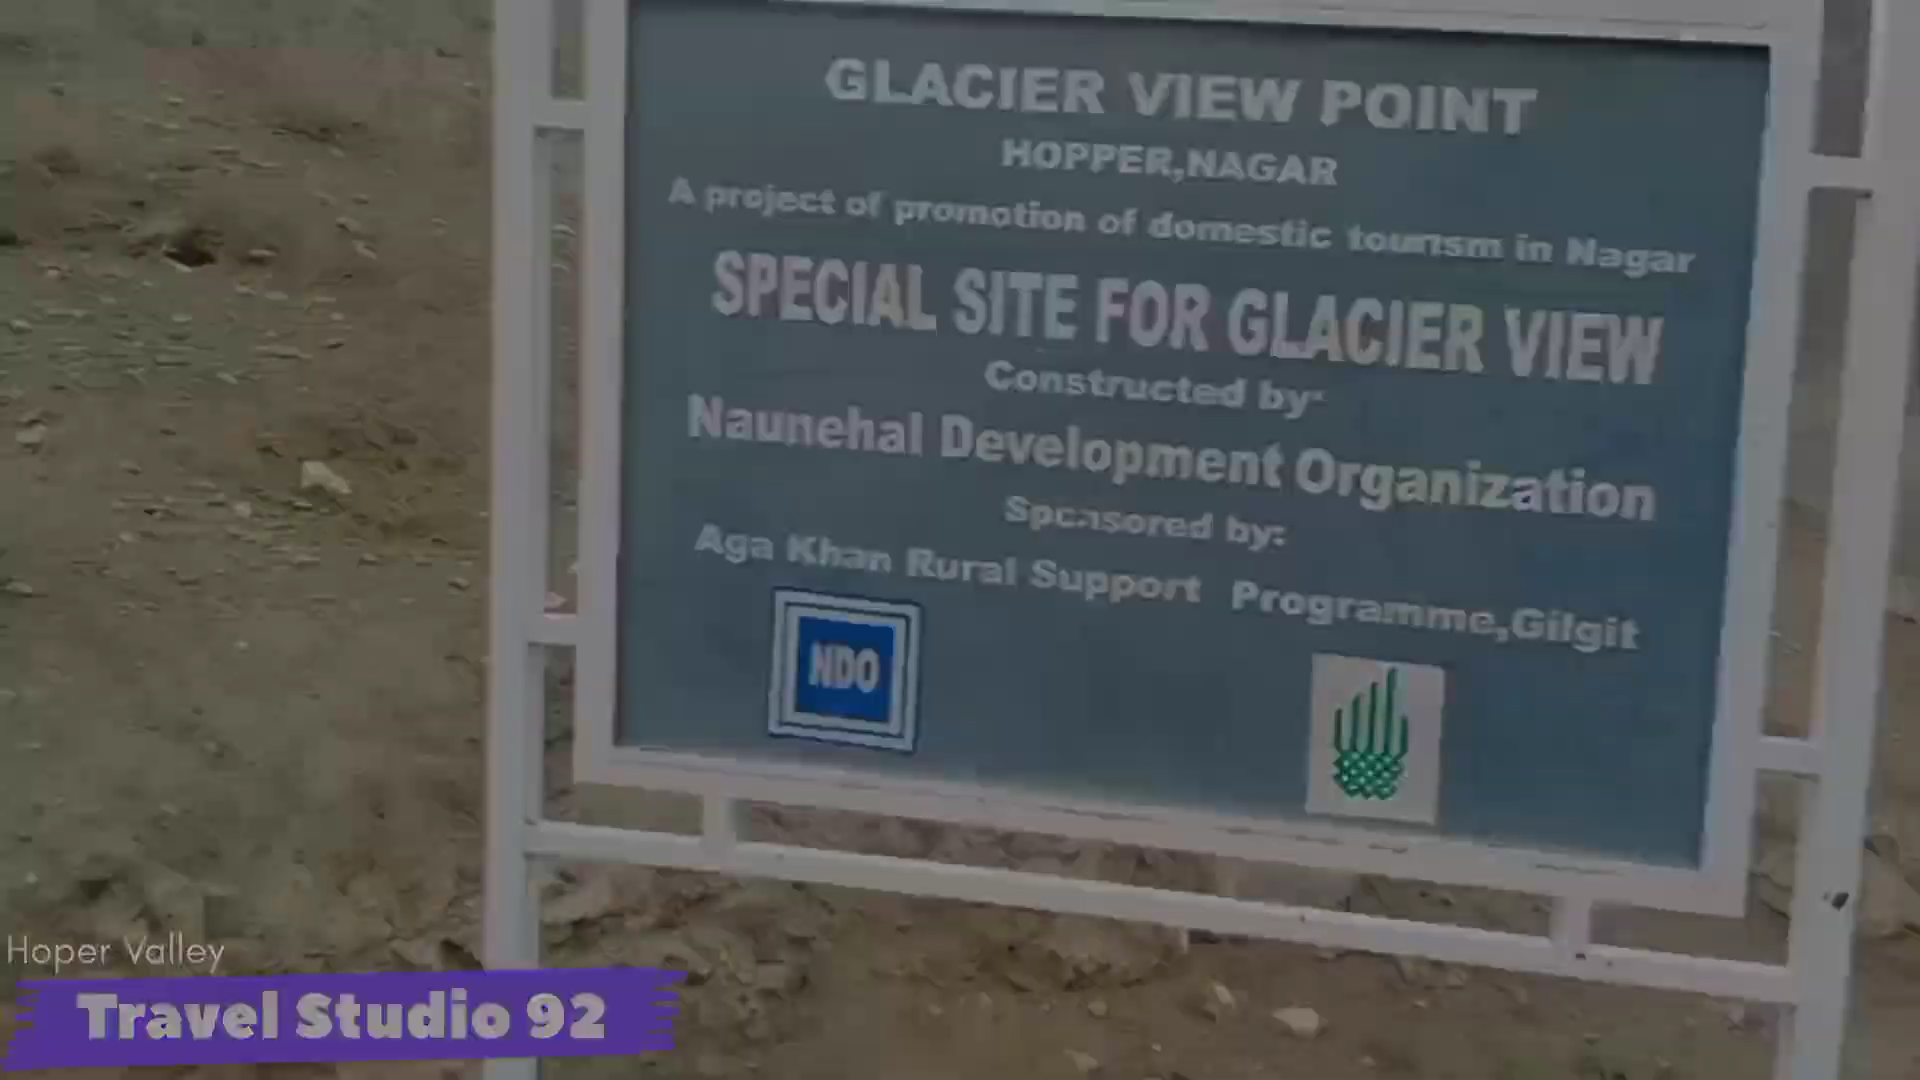 GLACIER VIEW POINT
HOPPER,NAGAR
A project of promotion of domestic tourism in Nagar
SPECIAL SITE FOR GLACIER VIEW
Constructed by:
Naunehal Development Organization
Sponsored by:
Aga Khan Rural Support Programme,Gilgit
NDO
Hoper Valley
Travel Studio 92